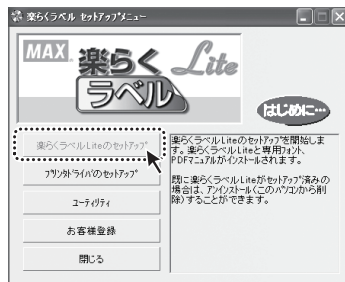 楽らくラベル セットアップメニュー
MAX 楽らく Lite
ラベル
はじめに…
楽らくラベルLiteのセットアップ
プリンタドライバのセットアップ
ユーティリティ
お客様登録
閉じる
楽らくラベルLiteのセットアップを開始しま
す。楽らくラベルLiteと専用フォント、
PDFマニュアルがインストールされます。
既に楽らくラベルLiteがセットアップ済みの
場合は、アンインストール(このパソコンから削
除)することができます。